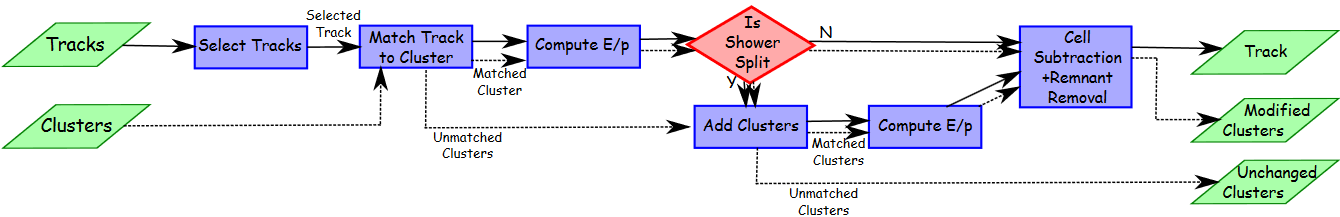 Tracks
Select Tracks
Selected
Track
Match Track
to Cluster
Matched
Cluster
Compute E/p
Is
Shower
Split
N
Y
Cell
Subtraction
+Remnant
Removal
Track
Clusters
Unmatched
Clusters
Add Clusters
Matched
Clusters
Compute E/p
Modified
Clusters
Unmatched
Clusters
Unchanged
Clusters